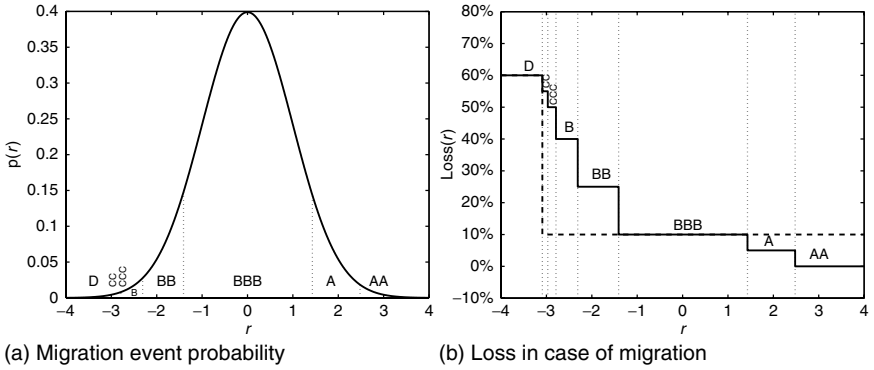 0.4
0.35
0.3
0.25
0.2
0.15
0.1
0.05
0
p(r)
D
CC
CCC
B
BB
BBB
A
AA
−4 −3 −2 −1 0 1 2 3 4
r
(a) Migration event probability
80%
70%
60%
50%
40%
30%
20%
10%
0%
−10%
Loss(r)
D
CC
CCC
B
BB
BBB
A
AA
−4 −3 −2 −1 0 1 2 3 4
r
(b) Loss in case of migration